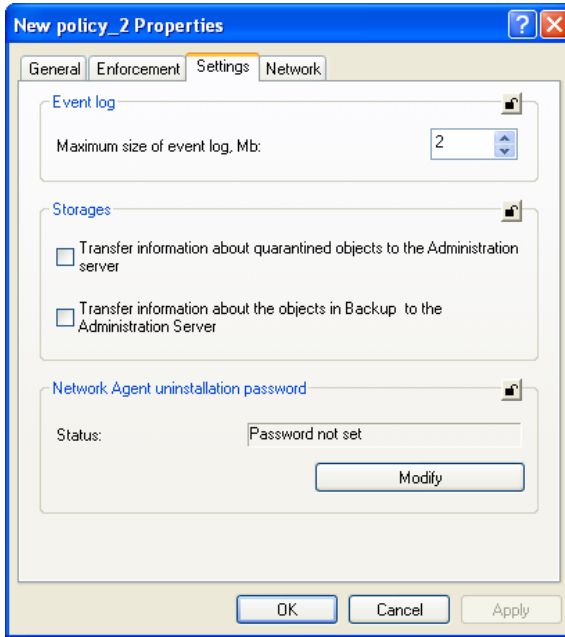 New policy_2 Properties
?
X
General Enforcement Settings Network
Event log
Maximum size of event log, Mb: 2
Storages
Transfer information about quarantined objects to the Administration
server
Transfer information about the objects in Backup to the
Administration Server
Network Agent uninstallation password
Status: Password not set
Modify
OK Cancel Apply